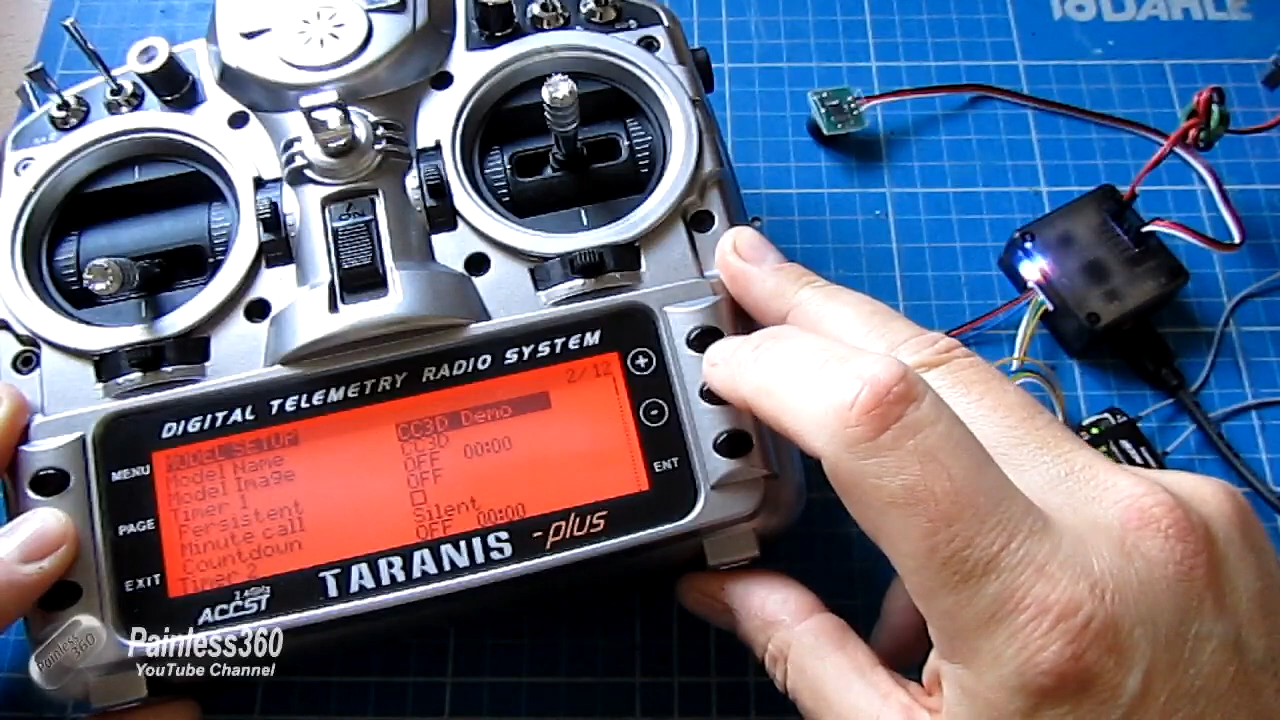 DAHLE
DIGITAL TELEMETRY RADIO SYSTEM
MODEL SETUP 2/12
Model Name CC3D Demo
Model Image CC3D
Timer 1 OFF 00:00
Persistent OFF
Minute call □
Countdown Silent
Timer 2 OFF 00:00
MENU
PAGE
EXIT
+
-
ENT
ACCST
TARANIS -plus
Painless360
Painless360
YouTube Channel